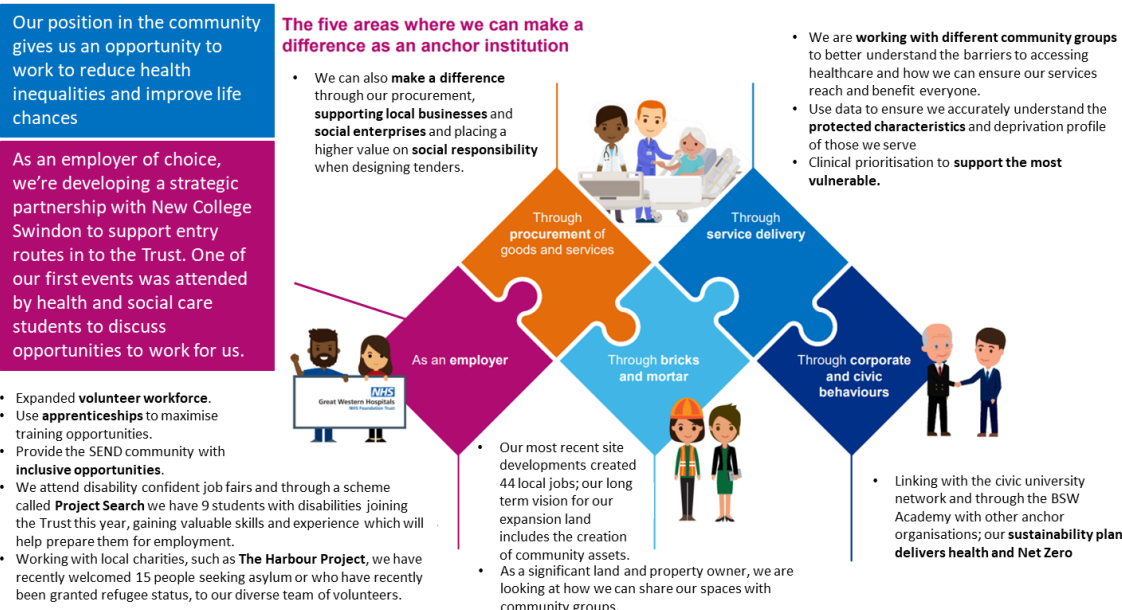 Our position in the community
gives us an opportunity to
work to reduce health
inequalities and improve life
chances
As an employer of choice,
we're developing a strategic
partnership with New College
Swindon to support entry
routes in to the Trust. One of
our first events was attended
by health and social care
students to discuss
opportunities to work for us.
The five areas where we can make a
difference as an anchor institution
• We can also make a difference
through our procurement,
supporting local businesses and
social enterprises and placing a
higher value on social responsibility
when designing tenders.
• We are working with different community groups
to better understand the barriers to accessing
healthcare and how we can ensure our services
reach and benefit everyone.
• Use data to ensure we accurately understand the
protected characteristics and deprivation profile
of those we serve
• Clinical prioritisation to support the most
vulnerable.
Through
procurement of
goods and services
Through
service delivery
As an employer
Through bricks
and mortar
Through corporate
and civic
behaviours
NHS
Great Western Hospitals
NHS Foundation Trust
• Expanded volunteer workforce.
• Use apprenticeships to maximise
training opportunities.
• Provide the SEND community with
inclusive opportunities.
• We attend disability confident job fairs and through a scheme
called Project Search we have 9 students with disabilities joining
the Trust this year, gaining valuable skills and experience which will
help prepare them for employment.
• Working with local charities, such as The Harbour Project, we have
recently welcomed 15 people seeking asylum or who have recently
been granted refugee status, to our diverse team of volunteers.
• Our most recent site
developments created
44 local jobs; our long
term vision for our
expansion land
includes the creation
of community assets.
• As a significant land and property owner, we are
looking at how we can share our spaces with
community groups.
• Linking with the civic university
network and through the BSW
Academy with other anchor
organisations; our sustainability plan
delivers health and Net Zero